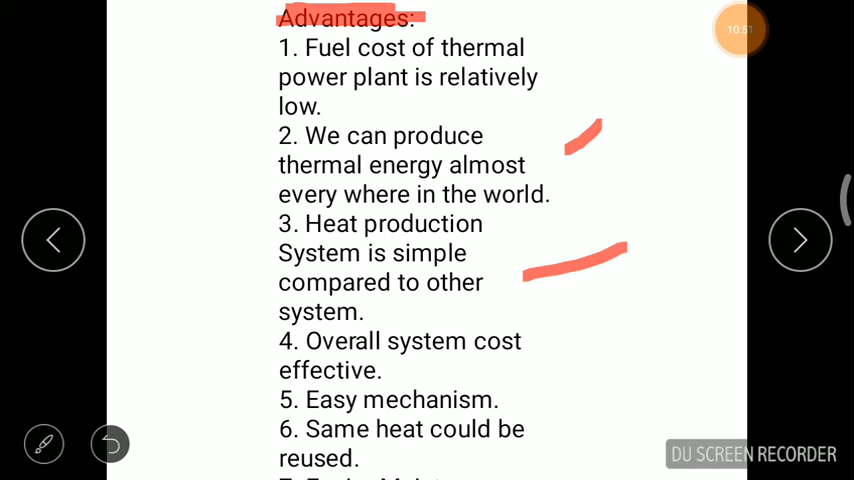 Advantages:
10:51
1. Fuel cost of thermal
power plant is relatively
low.
2. We can produce
thermal energy almost
every where in the world.
3. Heat production
System is simple
compared to other
system.
4. Overall system cost
effective.
5. Easy mechanism.
6. Same heat could be
reused.
DU SCREEN RECORDER